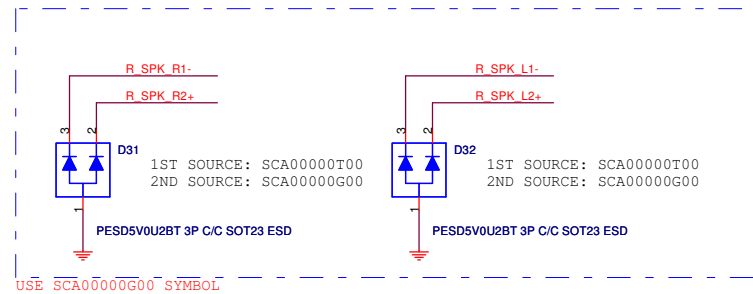 R_SPK_R1-
R_SPK_R2+
3
2
D31
1ST SOURCE: SCA00000T00
2ND SOURCE: SCA00000G00
1
PESD5V0U2BT 3P C/C SOT23 ESD
R_SPK_L1-
R_SPK_L2+
3
2
D32
1ST SOURCE: SCA00000T00
2ND SOURCE: SCA00000G00
1
PESD5V0U2BT 3P C/C SOT23 ESD
USE SCA00000G00 SYMBOL